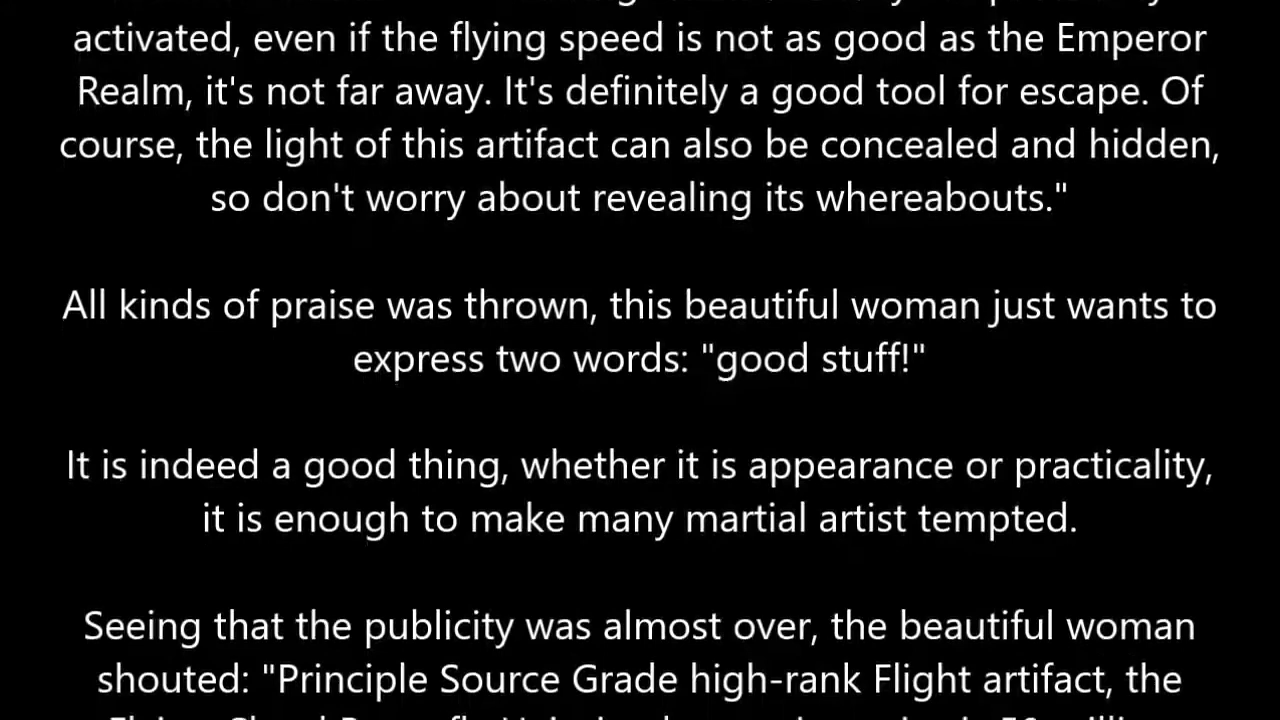 activated, even if the flying speed is not as good as the Emperor
Realm, it's not far away. It's definitely a good tool for escape. Of
course, the light of this artifact can also be concealed and hidden,
so don't worry about revealing its whereabouts."
All kinds of praise was thrown, this beautiful woman just wants to
express two words: "good stuff!"
It is indeed a good thing, whether it is appearance or practicality,
it is enough to make many martial artist tempted.
Seeing that the publicity was almost over, the beautiful woman
shouted: "Principle Source Grade high-rank Flight artifact, the